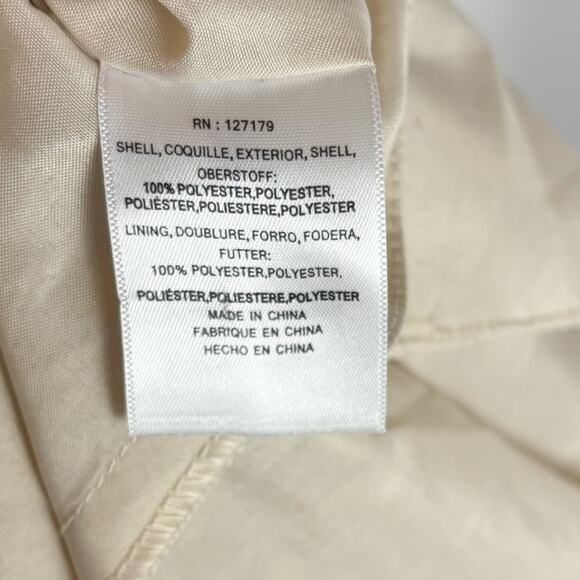 RN : 127179
SHELL, COQUILLE, EXTERIOR, SHELL,
OBERSTOFF:
100% POLYESTER,POLYESTER,
POLIÉSTER,POLIESTERE,POLYESTER
LINING, DOUBLURE, FORRO, FODERA,
FUTTER:
100% POLYESTER,POLYESTER.
POLIÉSTER,POLIESTERE,POLYESTER
MADE IN CHINA
FABRIQUE EN CHINA
HECHO EN CHINA